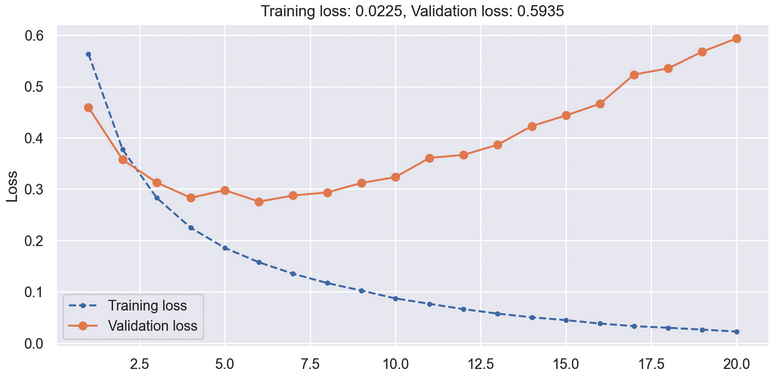 Training loss: 0.0225, Validation loss: 0.5935
0.6
0.5
0.4
0.3
0.2
0.1
0.0
Loss
Training loss
Validation loss
2.5 5.0 7.5 10.0 12.5 15.0 17.5 20.0